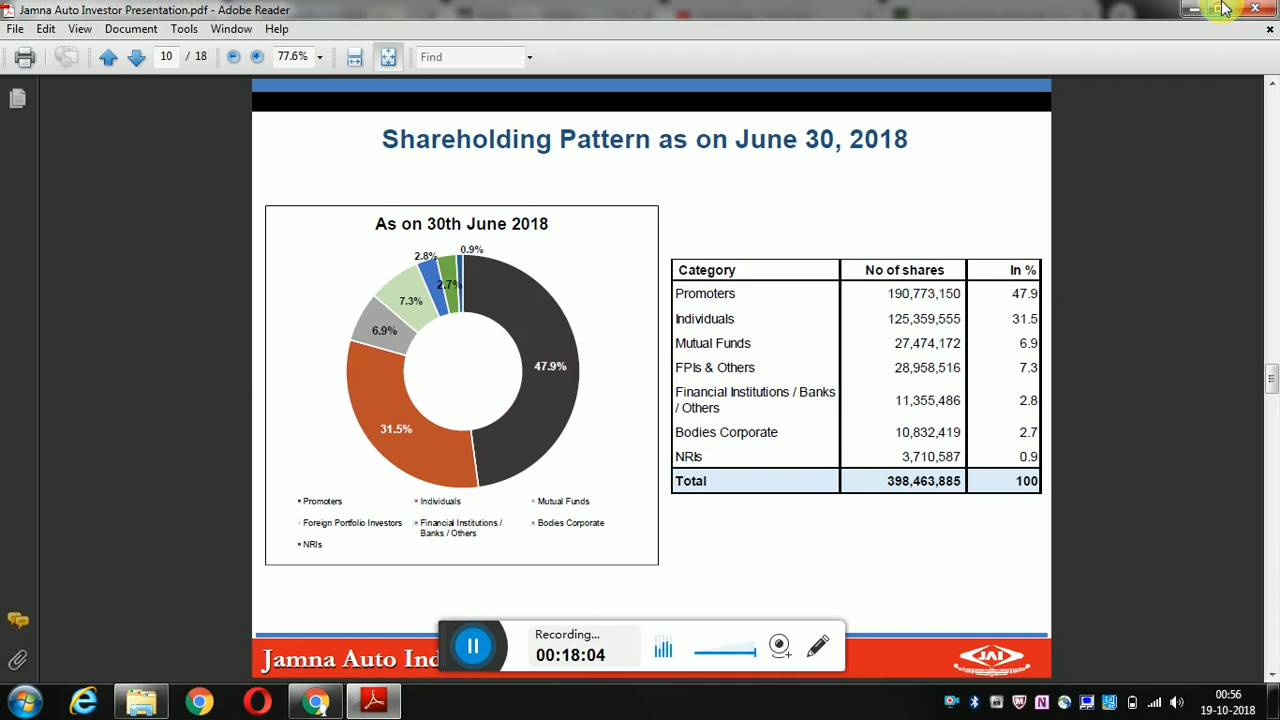 Jamna Auto Investor Presentation.pdf - Adobe Reader
File Edit View Document Tools Window Help
10 / 18 77.6% Find
Shareholding Pattern as on June 30, 2018
As on 30th June 2018
2.8% 0.9%
2.7%
7.3%
6.9%
47.9%
31.5%
Promoters Individuals Mutual Funds
Foreign Portfolio Investors Financial Institutions / Bodies Corporate
Banks / Others
NRIs
Category No of shares In %
Promoters 190,773,150 47.9
Individuals 125,359,555 31.5
Mutual Funds 27,474,172 6.9
FPIs & Others 28,958,516 7.3
Financial Institutions / Banks
/ Others 11,355,486 2.8
Bodies Corporate 10,832,419 2.7
NRIs 3,710,587 0.9
Total 398,463,885 100
Recording...
00:18:04
Jamna Auto Ind
JAI
00:56
19-10-2018